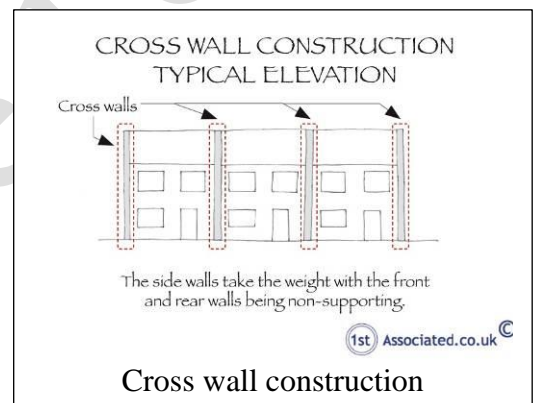 CROSS WALL CONSTRUCTION
TYPICAL ELEVATION
Cross walls
The side walls take the weight with the front
and rear walls being non-supporting.
1st Associated.co.uk ©
Cross wall construction